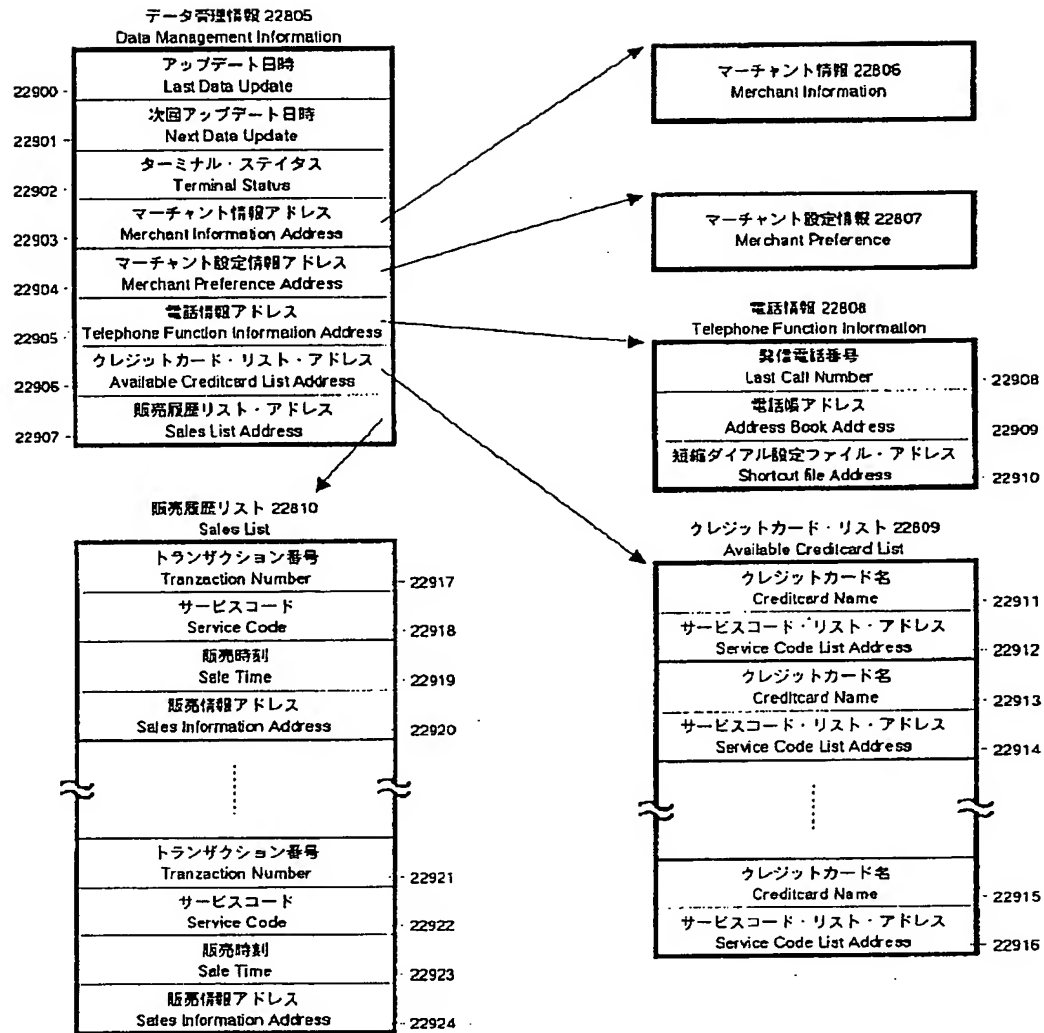 データ管理情報 22805
Data Management Information
アップデート日時
Last Data Update
22900
次回アップデート日時
Next Data Update
22901
ターミナル・ステイタス
Terminal Status
22902
マーチャント情報アドレス
Merchant Information Address
22903
マーチャント設定情報アドレス
Merchant Preference Address
22904
電話情報アドレス
Telephone Function Information Address
22905
クレジットカード・リスト・アドレス
Available Creditcard List Address
22906
販売履歴リスト・アドレス
Sales List Address
22907
マーチャント情報 22806
Merchant Information
マーチャント設定情報 22807
Merchant Preference
電話情報 22808
Telephone Function Information
発信電話番号
Last Call Number
22908
電話帳アドレス
Address Book Address
22909
短縮ダイアル設定ファイル・アドレス
Shortcut file Address
22910
販売履歴リスト 22810
Sales List
トランザクション番号
Tranzaction Number
22917
サービスコード
Service Code
22918
販売時刻
Sale Time
22919
販売情報アドレス
Sales Information Address
22920
トランザクション番号
Tranzaction Number
22921
サービスコード
Service Code
22922
販売時刻
Sale Time
22923
販売情報アドレス
Sales Information Address
22924
クレジットカード・リスト 22809
Available Creditcard List
クレジットカード名
Creditcard Name
22911
サービスコード・リスト・アドレス
Service Code List Address
22912
クレジットカード名
Creditcard Name
22913
サービスコード・リスト・アドレス
Service Code List Address
22914
クレジットカード名
Creditcard Name
22915
サービスコード・リスト・アドレス
Service Code List Address
22916